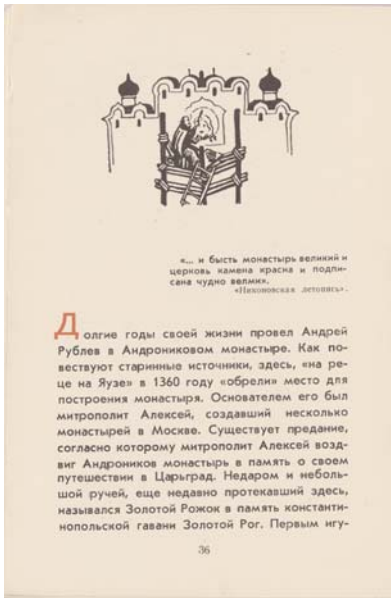 «... и бысть монастырь великий и
церковь камена красна и подпи-
сана чудно велми».
«Никоновская летопись».
Долгие годы своей жизни провел Андрей
Рублев в Андрониковом монастыре. Как по-
вествуют старинные источники, здесь, «на ре-
це на Яузе» в 1360 году «обрели» место для
построения монастыря. Основателем его был
митрополит Алексей, создавший несколько
монастырей в Москве. Существует предание,
согласно которому митрополит Алексей воздви-
виг Андроников монастырь в память о своем
путешествии в Царьград. Недаром и неболь-
шой ручей, еще недавно протекавший здесь,
назывался Золотой Рожок в память константи-
нопольской гавани Золотой Рог. Первым игу-
36